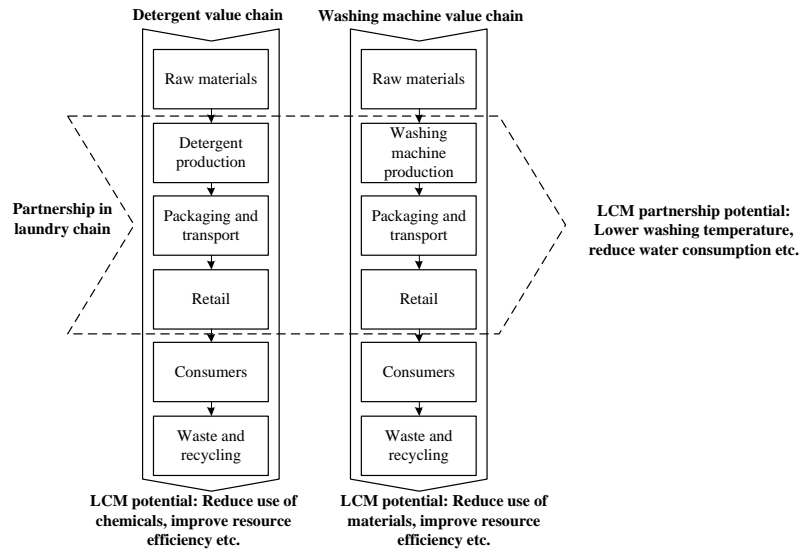 Detergent value chain
Washing machine value chain
Raw materials
Raw materials
Detergent
production
Washing
machine
production
Partnership in
laundry chain
Packaging and
transport
Packaging and
transport
LCM partnership potential:
Lower washing temperature,
reduce water consumption etc.
Retail
Retail
Consumers
Consumers
Waste and
recycling
Waste and
recycling
LCM potential: Reduce use of
chemicals, improve resource
efficiency etc.
LCM potential: Reduce use of
materials, improve resource
efficiency etc.